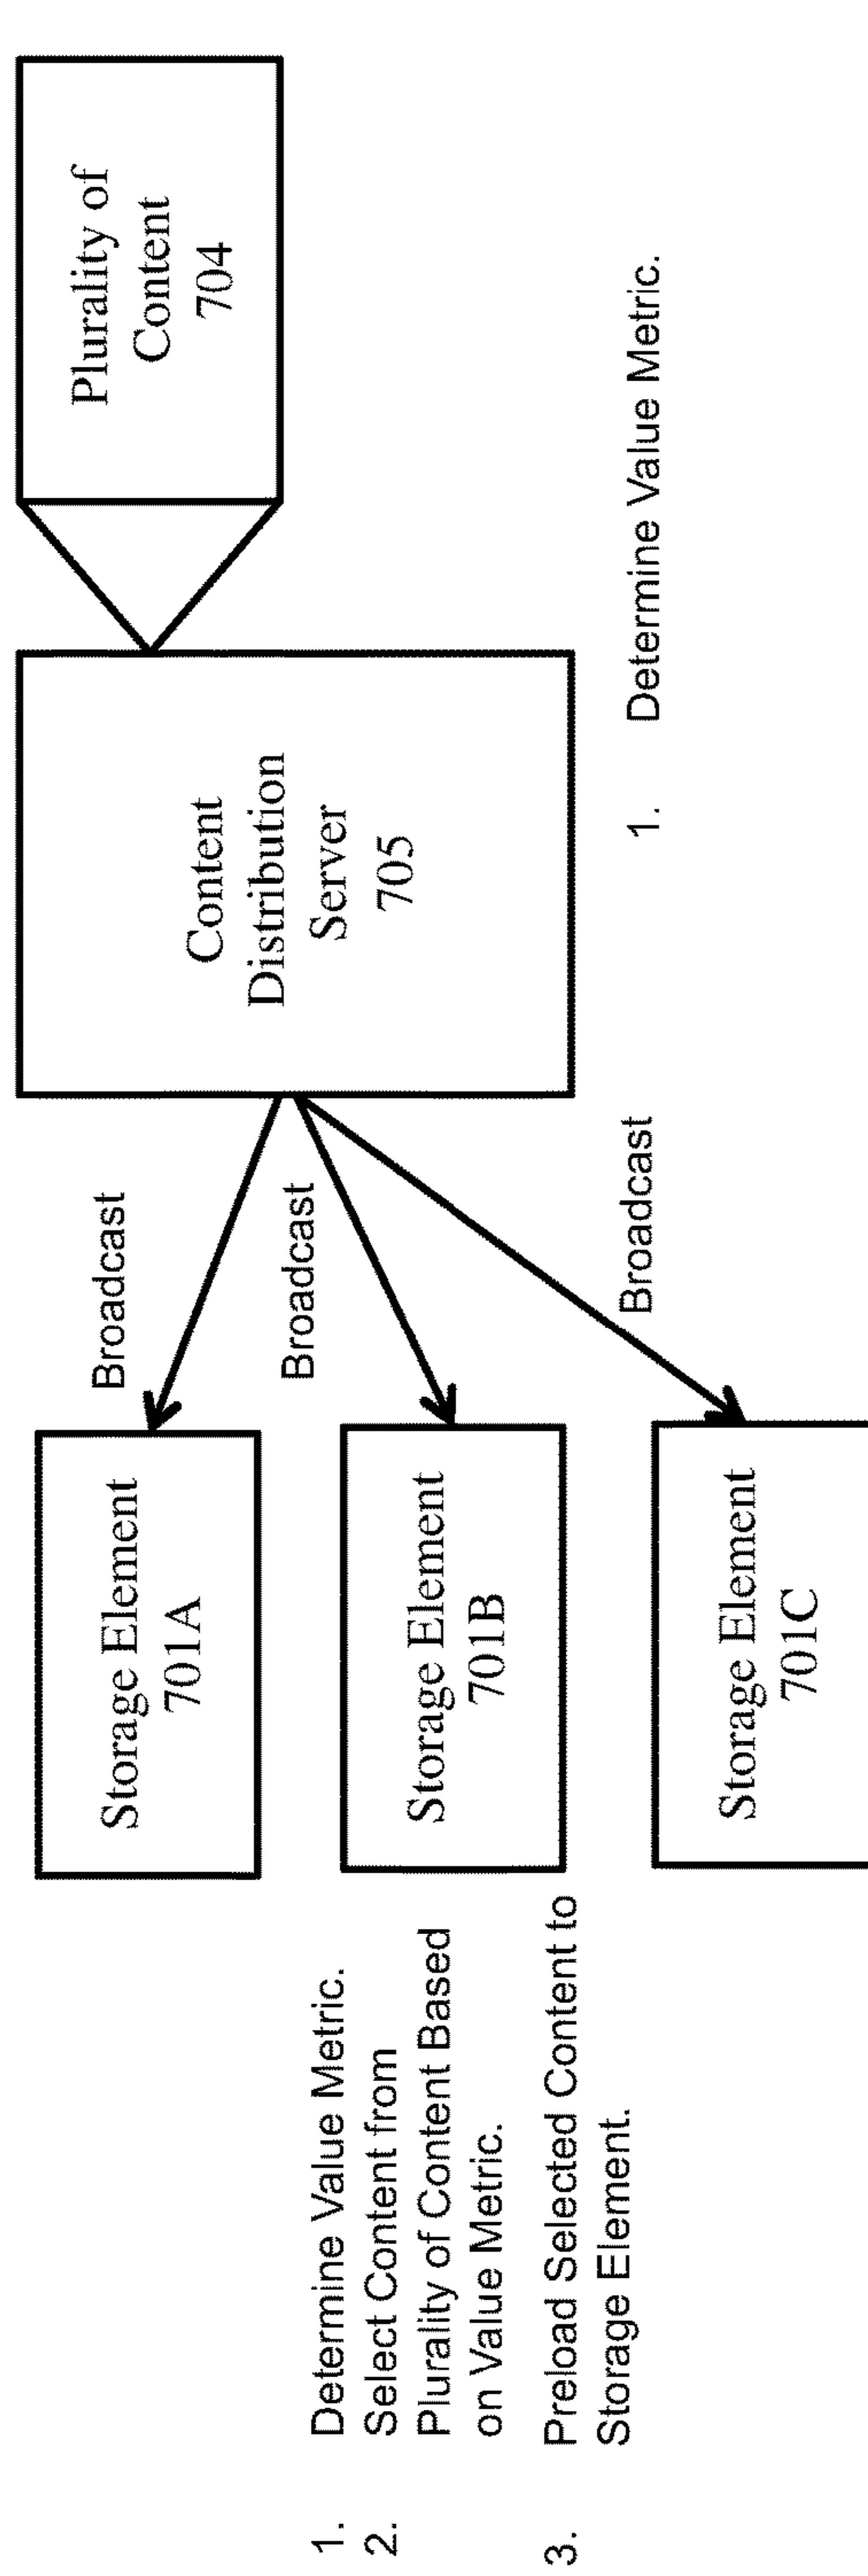 1. Determine Value Metric.
2. Select Content from
Plurality of Content Based
on Value Metric.
3. Preload Selected Content to
Storage Element.
Storage Element
701A
Storage Element
701B
Storage Element
701C
Broadcast
Broadcast
Broadcast
Content
Distribution
Server
705
1. Determine Value Metric.
Plurality of
Content
704